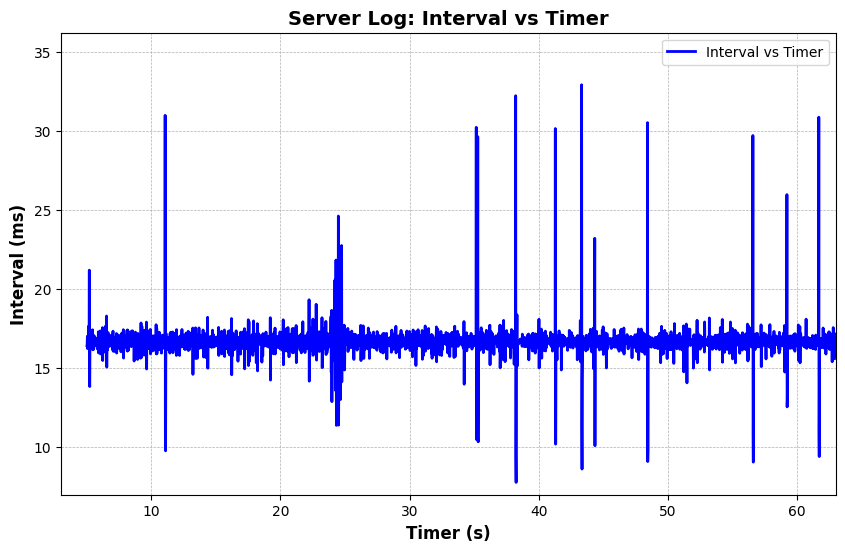 Server Log: Interval vs Timer
Interval vs Timer
35
30
25
20
15
10
Interval (ms)
10 20 30 40 50 60
Timer (s)